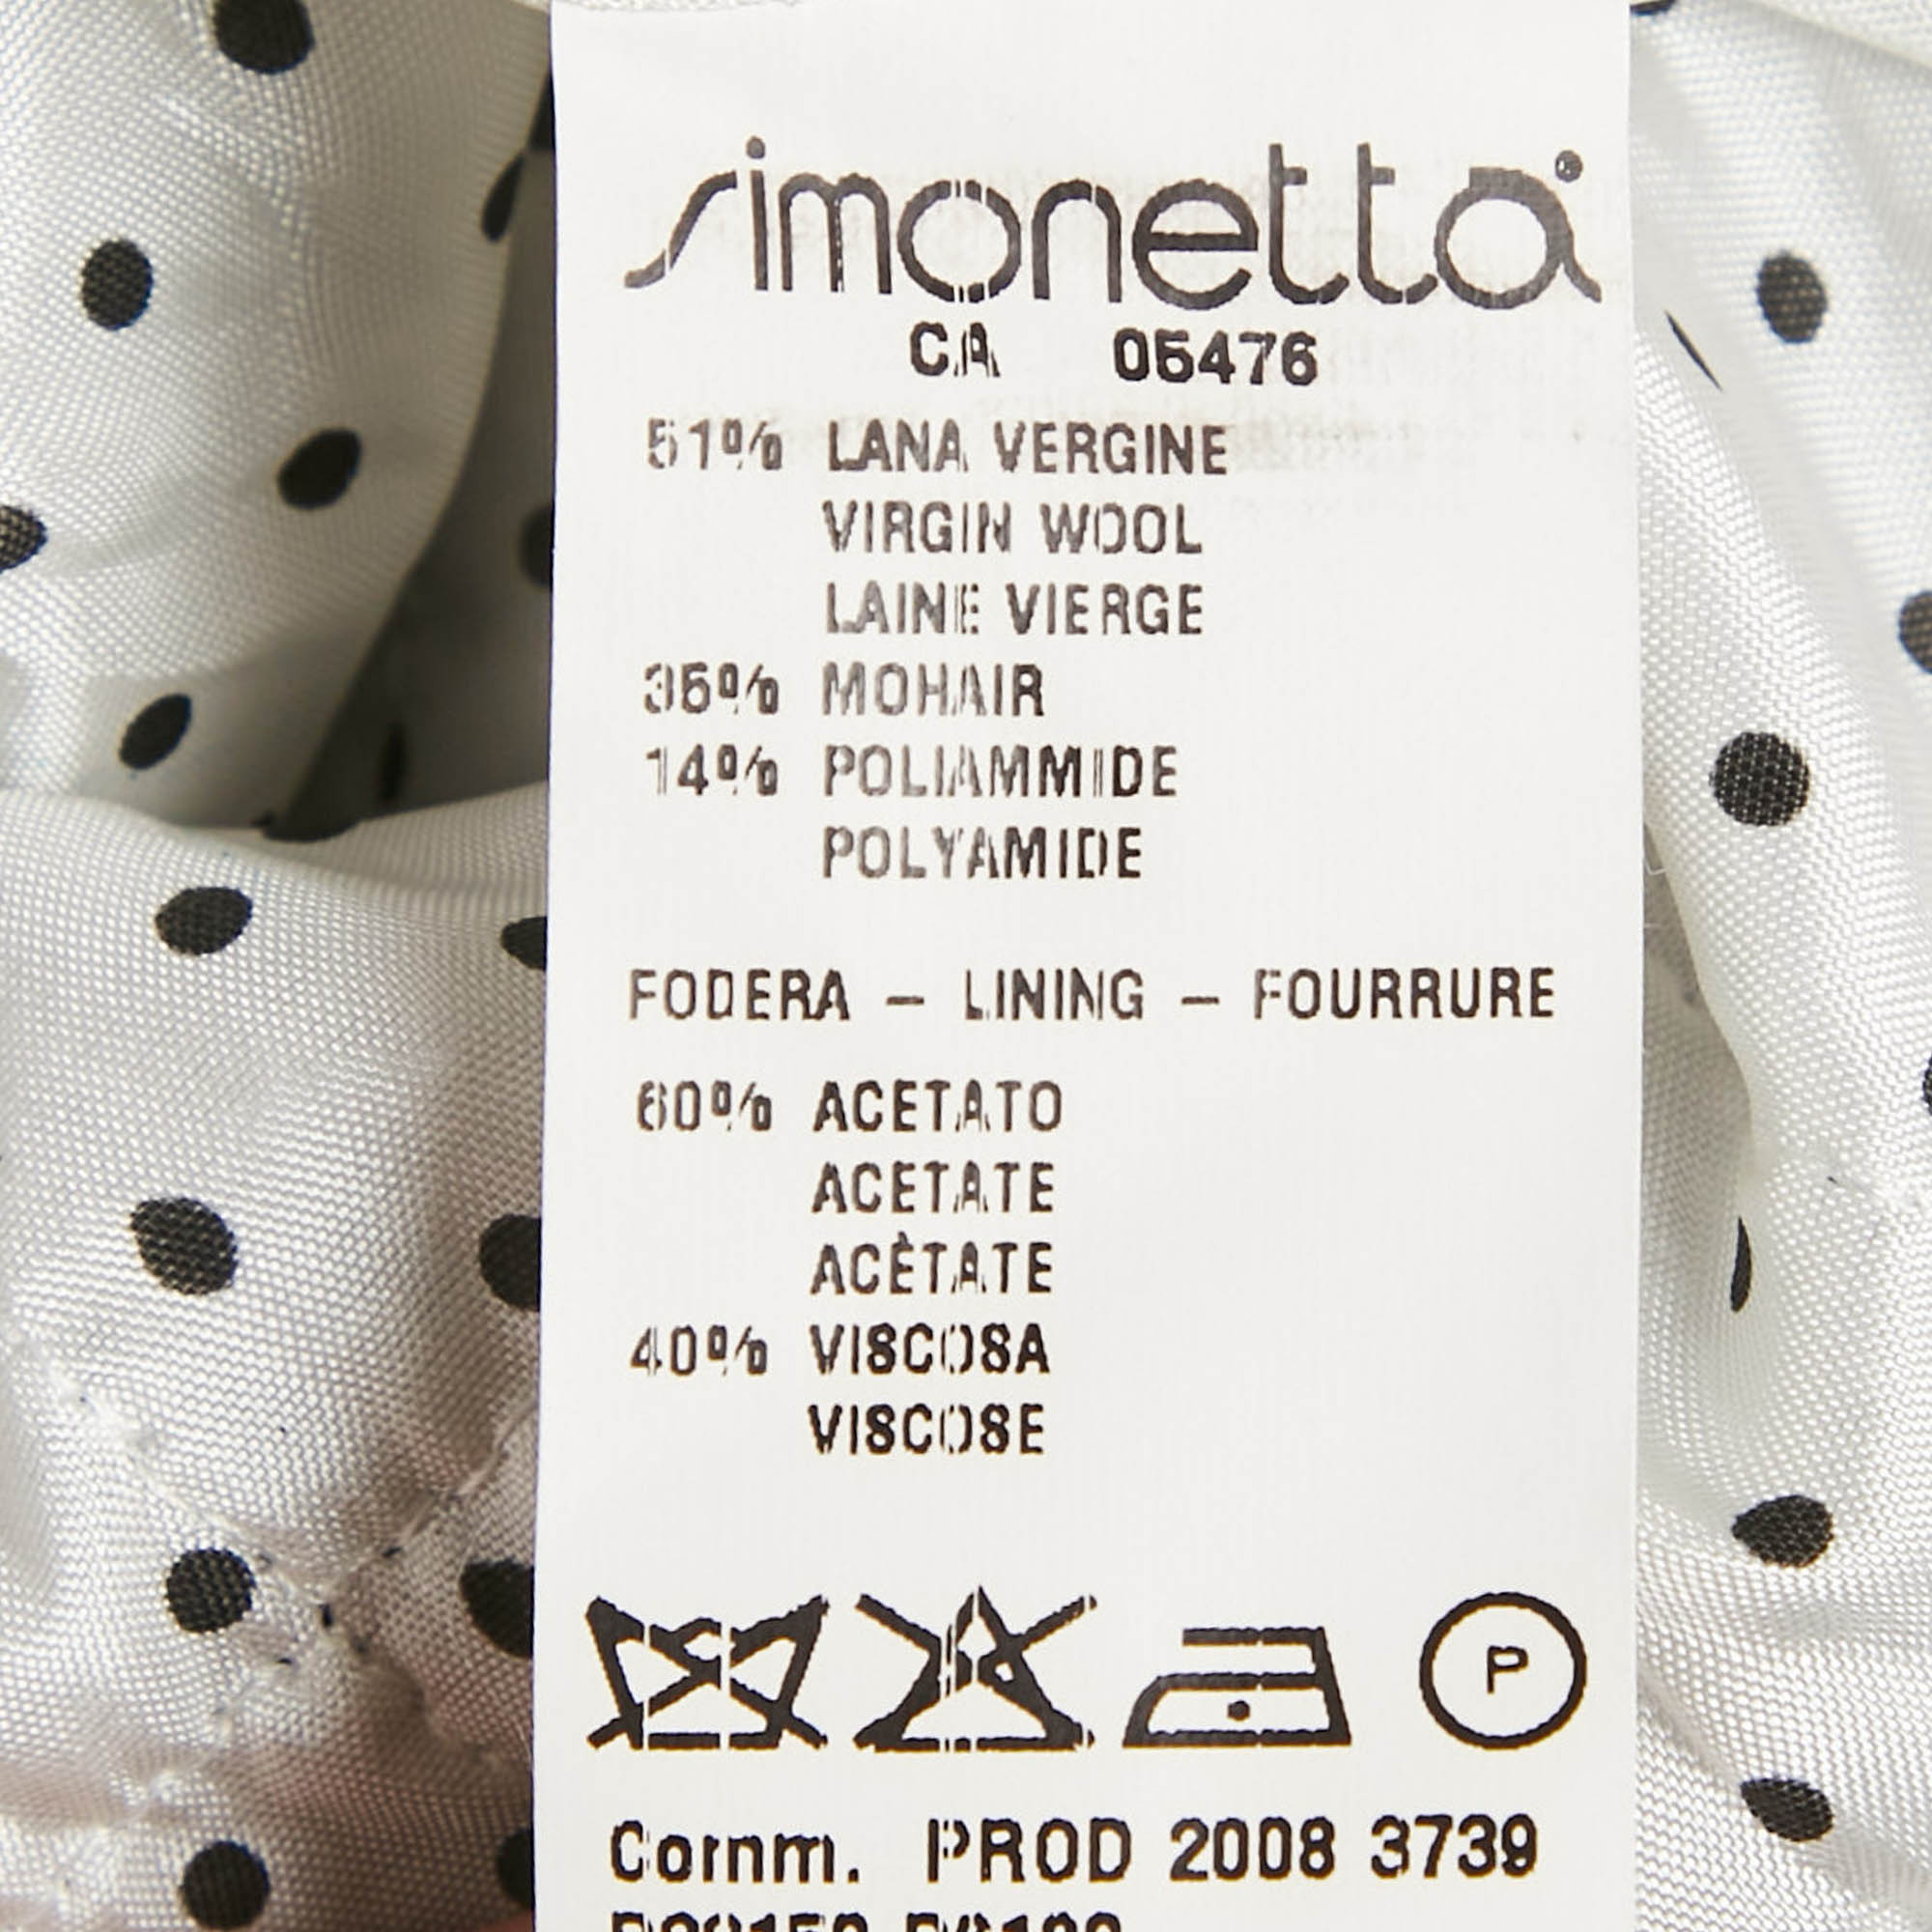 simonetta
CA 05476
51% LANA VERGINE
VIRGIN WOOL
LAINE VIERGE
35% MOHAIR
14% POLIAMMIDE
POLYAMIDE
FODERA – LINING – FOURRURE
60% ACETATO
ACETATE
ACÈTATE
40% VISCOSA
VISCOSE
P
Comm. PROD 2008 3739